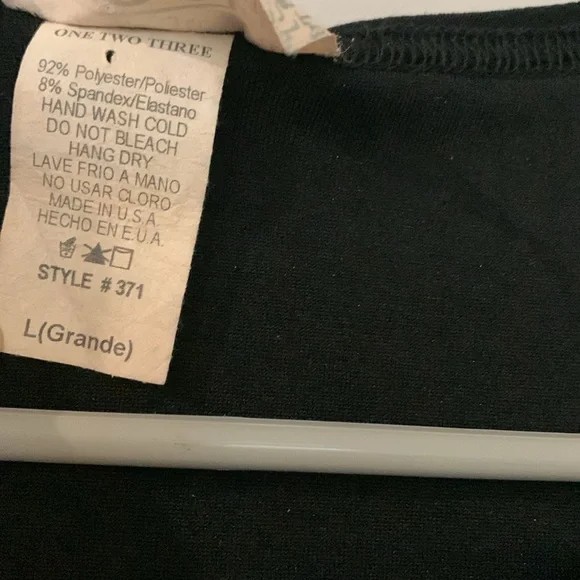 ONE TWO THREE
92% Polyester/Poliester
8% Spandex/Elastano
HAND WASH COLD
DO NOT BLEACH
HANG DRY
LAVE FRIO A MANO
NO USAR CLORO
MADE IN U.S.A
HECHO EN E.U.A.
STYLE # 371
L(Grande)